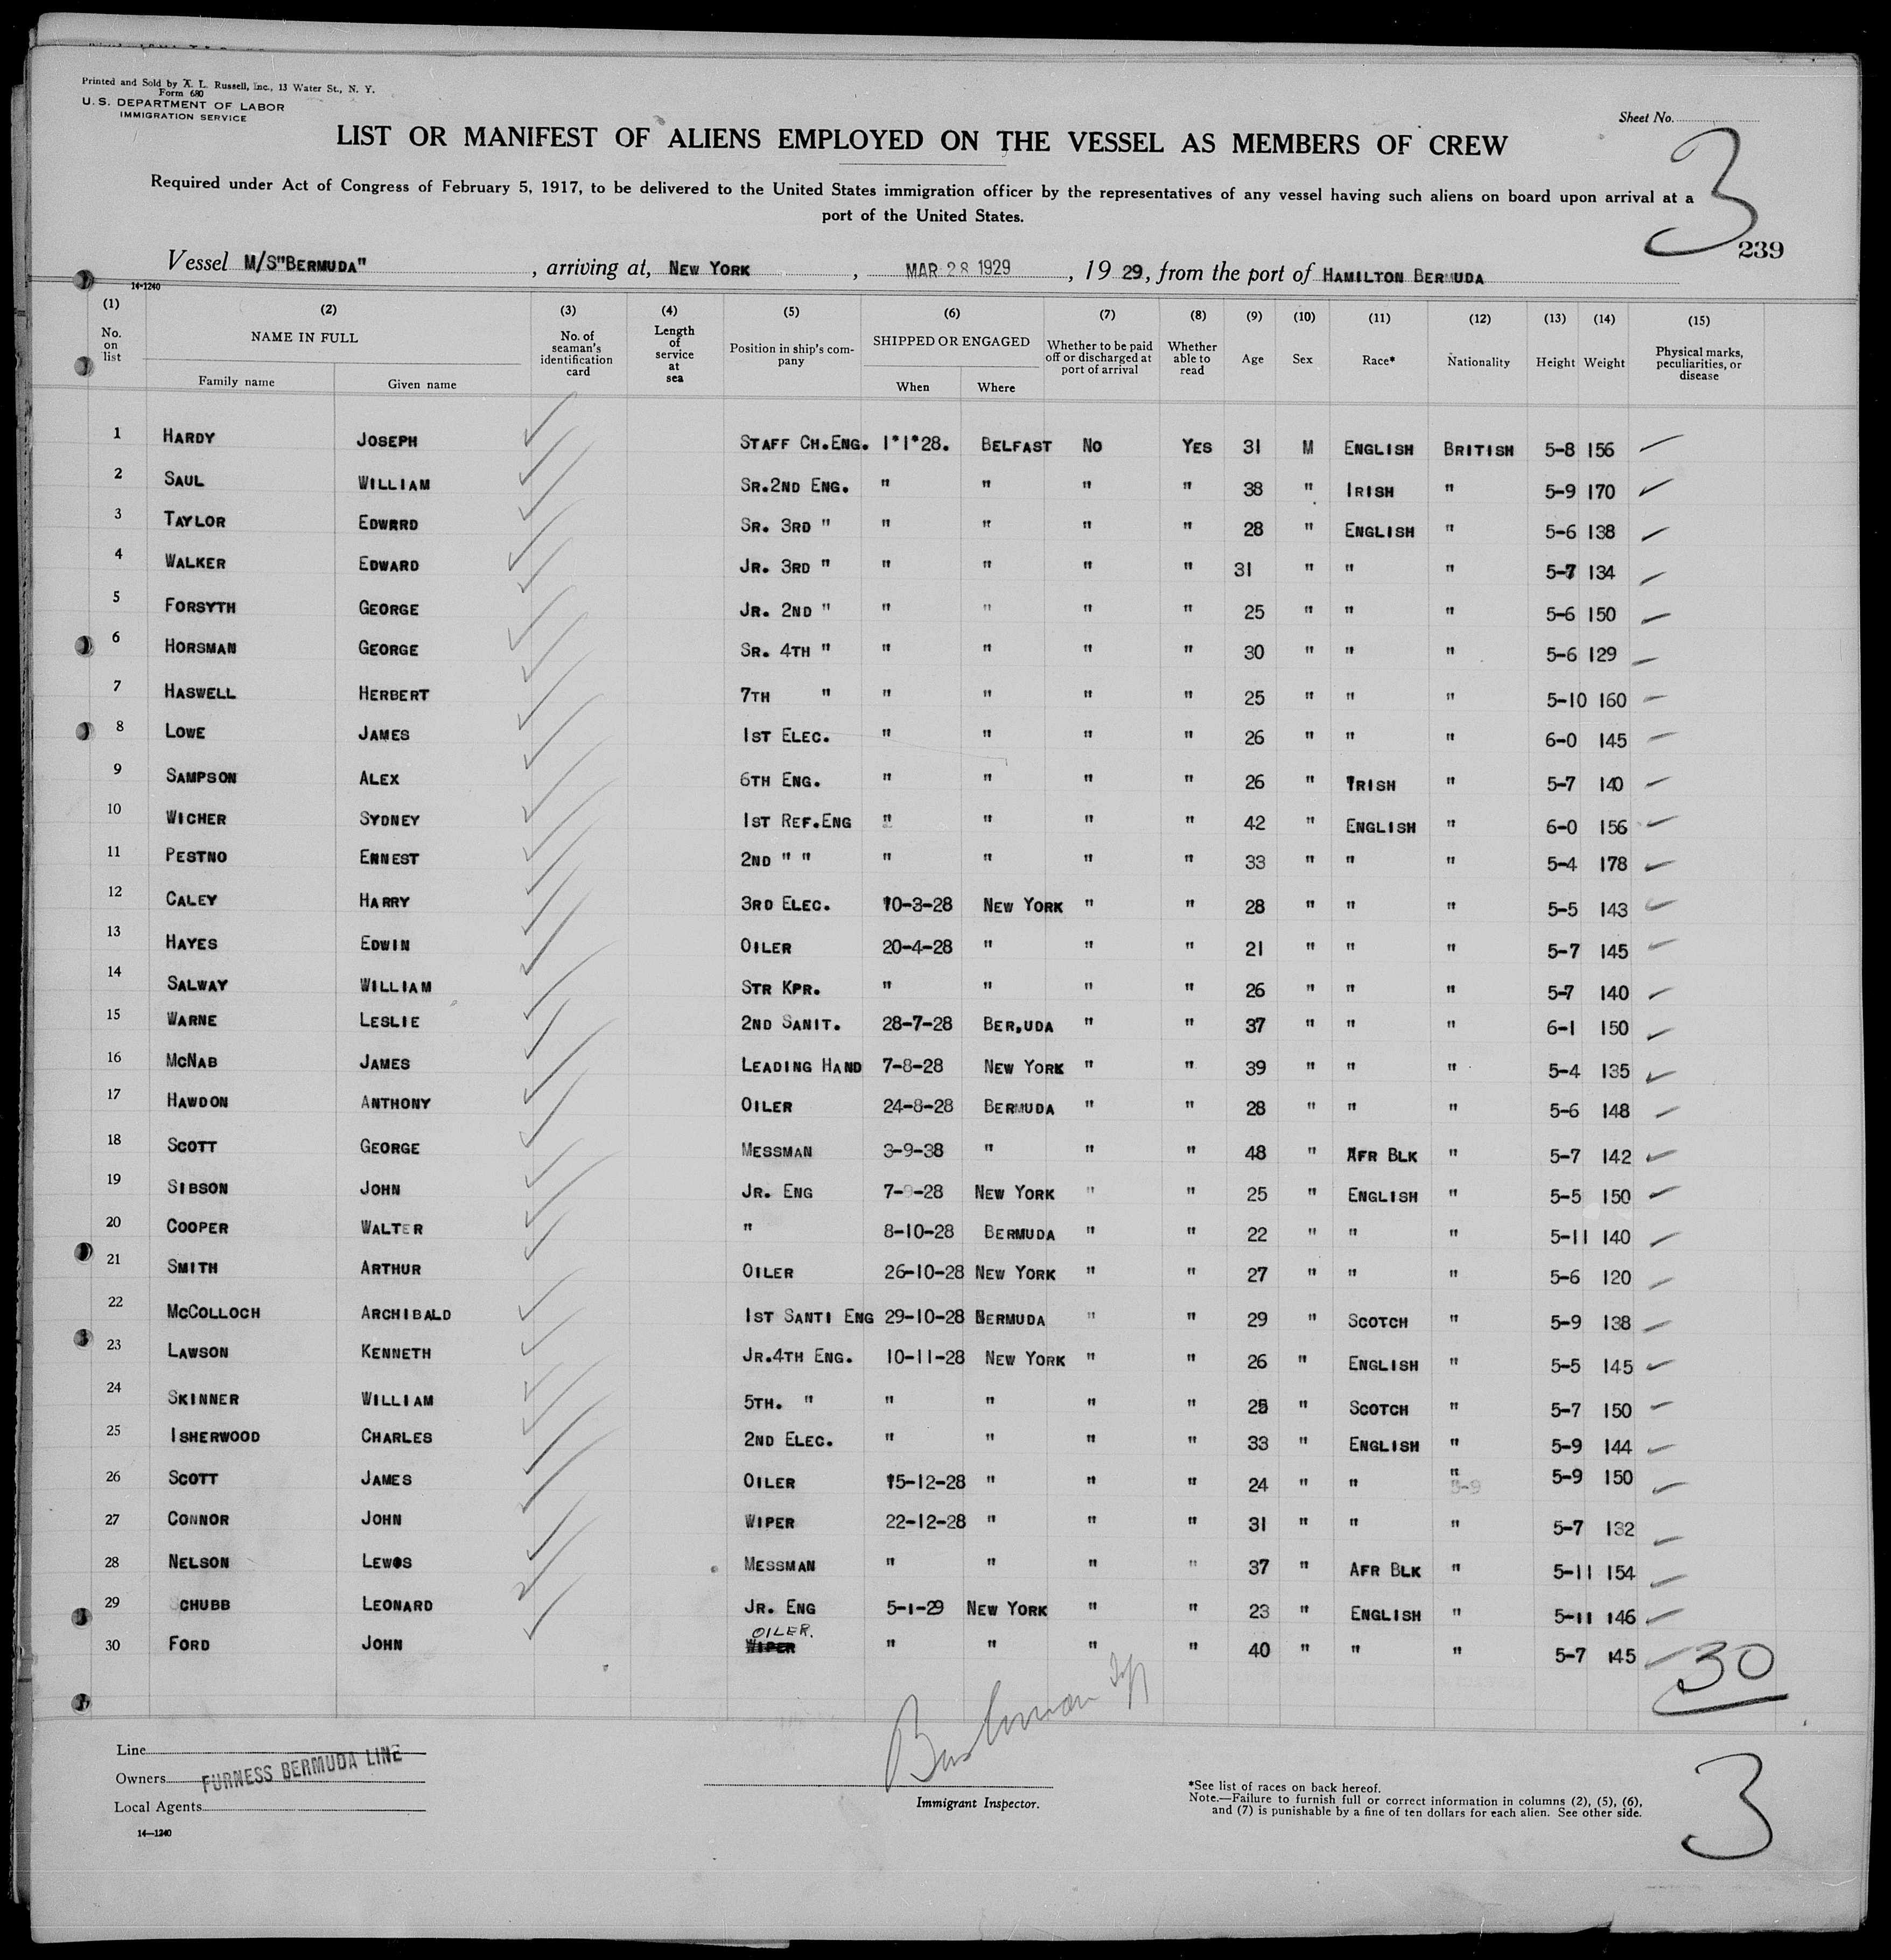 Printed and Sold by A. L. Russell, Inc., 13 Water St., N. Y.
Form 680
U. S. DEPARTMENT OF LABOR
IMMIGRATION SERVICE
Sheet No.
3
LIST OR MANIFEST OF ALIENS EMPLOYED ON THE VESSEL AS MEMBERS OF CREW
Required under Act of Congress of February 5, 1917, to be delivered to the United States immigration officer by the representatives of any vessel having such aliens on board upon arrival at a
port of the United States.
239
Vessel M/S"BERMUDA" , arriving at, NEW YORK , MAR 28 1929 , 19 29, from the port of HAMILTON BERMUDA
14-1240
(1) (2) (3) (4) (5) (6) (7) (8) (9) (10) (11) (12) (13) (14) (15)
No. on list NAME IN FULL Family name Given name No. of seaman's identification card Length of service at sea Position in ship's company SHIPPED OR ENGAGED When Where Whether to be paid off or discharged at port of arrival Whether able to read Age Sex Race* Nationality Height Weight Physical marks, peculiarities, or disease
1 HARDY JOSEPH STAFF CH.ENG. 1*1*28. BELFAST NO YES 31 M ENGLISH BRITISH 5-8 156
2 SAUL WILLIAM SR.2ND ENG. " " " " 38 " IRISH " 5-9 170
3 TAYLOR EDWRRD SR. 3RD " " " " " 28 " ENGLISH " 5-6 138
4 WALKER EDWARD JR. 3RD " " " " " 31 " " " 5-7 134
5 FORSYTH GEORGE JR. 2ND " " " " " 25 " " " 5-6 150
6 HORSMAN GEORGE SR. 4TH " " " " " 30 " " " 5-6 129
7 HASWELL HERBERT 7TH " " " " " 25 " " " 5-10 160
8 LOWE JAMES 1ST ELEC. " " " " 26 " " " 6-0 145
9 SAMPSON ALEX 6TH ENG. " " " " 26 " IRISH " 5-7 140
10 WICHER SYDNEY 1ST REF.ENG " " " " 42 " ENGLISH " 6-0 156
11 PESTNO ENNEST 2ND " " " " " " 33 " " " 5-4 178
12 CALEY HARRY 3RD ELEC. 10-3-28 NEW YORK " " 28 " " " 5-5 143
13 HAYES EDWIN OILER 20-4-28 " " " 21 " " " 5-7 145
14 SALWAY WILLIAM STR KPR. " " " " 26 " " " 5-7 140
15 WARNE LESLIE 2ND SANIT. 28-7-28 BER,UDA " " 37 " " " 6-1 150
16 MCNAB JAMES LEADING HAND 7-8-28 NEW YORK " " 39 " " " 5-4 135
17 HAWDON ANTHONY OILER 24-8-28 BERMUDA " " 28 " " " 5-6 148
18 SCOTT GEORGE MESSMAN 3-9-38 " " " 48 " AFR BLK " 5-7 142
19 SIBSON JOHN JR. ENG 7-9-28 NEW YORK " " 25 " ENGLISH " 5-5 150
20 COOPER WALTER " 8-10-28 BERMUDA " " 22 " " " 5-11 140
21 SMITH ARTHUR OILER 26-10-28 NEW YORK " " 27 " " " 5-6 120
22 MCCOLLOCH ARCHIBALD 1ST SANTI ENG 29-10-28 BERMUDA " " 29 " SCOTCH " 5-9 138
23 LAWSON KENNETH JR.4TH ENG. 10-11-28 NEW YORK " " 26 " ENGLISH " 5-5 145
24 SKINNER WILLIAM 5TH. " " " " " 25 " SCOTCH " 5-7 150
25 ISHERWOOD CHARLES 2ND ELEC. " " " " 33 " ENGLISH " 5-9 144
26 SCOTT JAMES OILER 15-12-28 " " " 24 " " " 5-9 5-9 150
27 CONNOR JOHN WIPER 22-12-28 " " " 31 " " " 5-7 132
28 NELSON LEWOS MESSMAN " " " " 37 " AFR BLK " 5-11 154
29 CHUBB LEONARD JR. ENG 5-1-29 NEW YORK " " 23 " ENGLISH " 5-11 146
OILER.
30 FORD JOHN WIPER " " " " 40 " " " 5-7 145
30
Line
Owners FURNESS BERMUDA LINE
Local Agents
14-1240
Immigrant Inspector.
*See list of races on back hereof.
Note.—Failure to furnish full or correct information in columns (2), (5), (6),
and (7) is punishable by a fine of ten dollars for each alien. See other side.
3